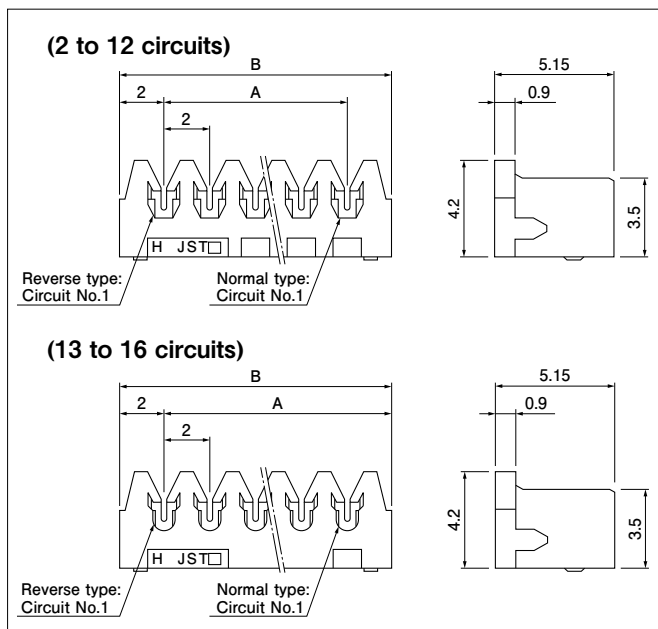 (2 to 12 circuits)
B
2
A
2
H JST□
Reverse type:
Circuit No.1
Normal type:
Circuit No.1
5.15
0.9
4.2
3.5
(13 to 16 circuits)
B
2
A
2
H JST□
Reverse type:
Circuit No.1
Normal type:
Circuit No.1
5.15
0.9
4.2
3.5